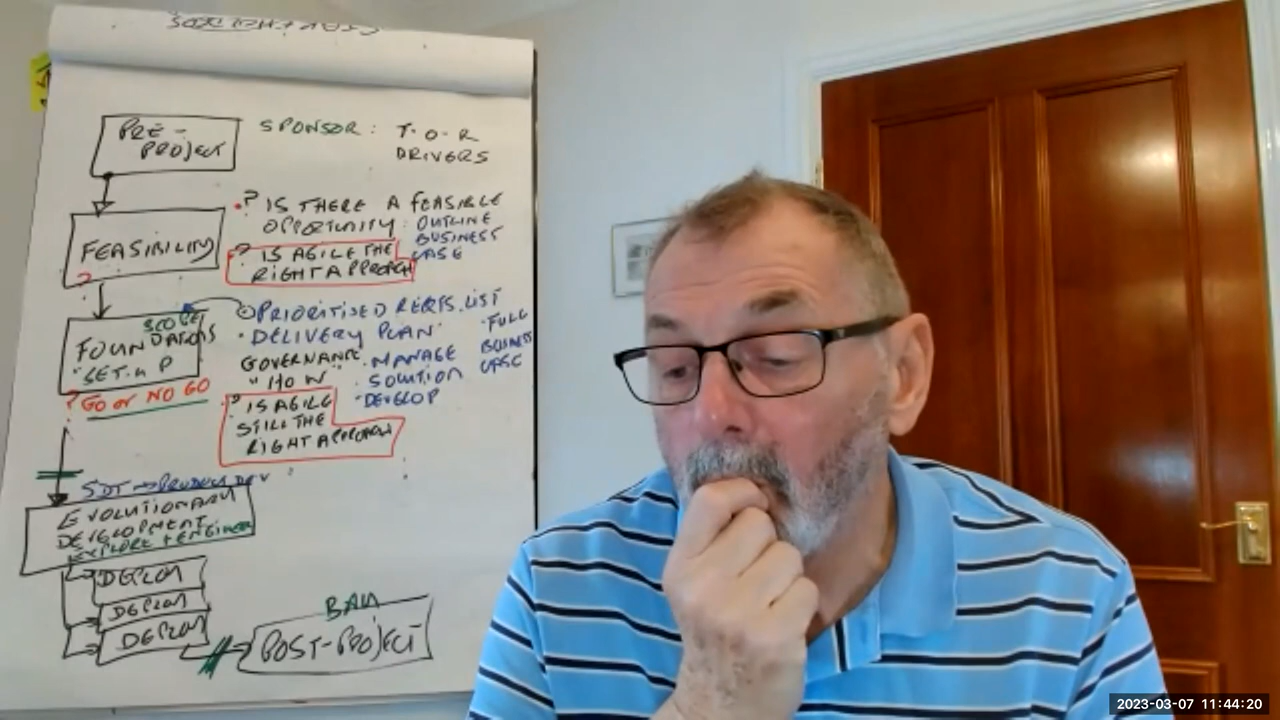 PRE-
PROJECT
SPONSOR: T.O.R
DRIVERS
? IS THERE A FEASIBLE
OPPORTUNITY: OUTLINE
BUSINESS
CASE
FEASIBILITY
?
? IS AGILE THE
RIGHT APPROACH
SCOPE
FOUNDATIONS
"SET-UP
? GO or NO GO
PRIORITISED REQTS. LIST
• DELIVERY PLAN
GOVERNANCE
"HOW"
• MANAGE
• SOLUTION
• DEVELOP
• FULL
BUSINESS
CASE
? IS AGILE
STILL THE
RIGHT APPROACH
SDT → PRODUCT DEV
EVOLUTIONARY
DEVELOPMENT
EXPLORE + ENGINEER
DEPLOY
DEPLOY
DEPLOY
BAU
POST-PROJECT
2023-03-07 11:44:20